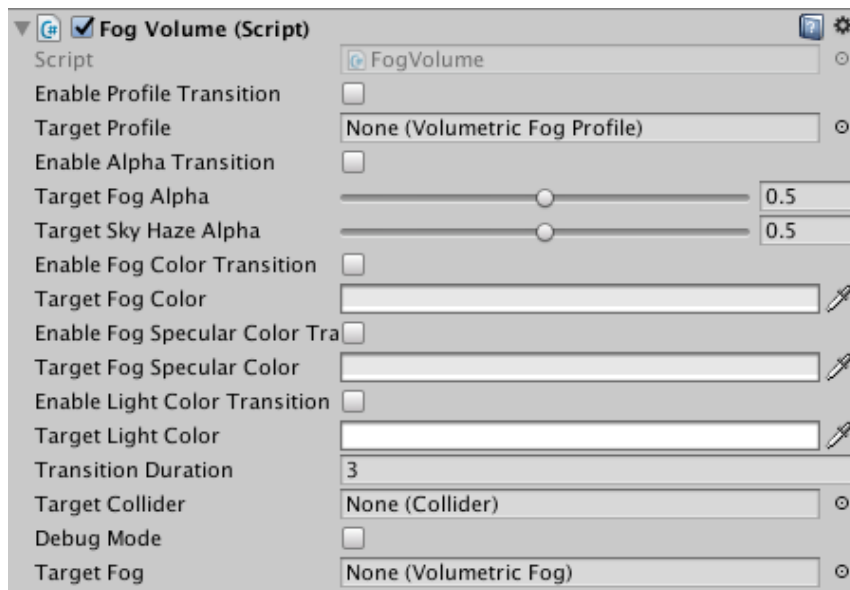 Fog Volume (Script)
Script FogVolume
Enable Profile Transition
Target Profile None (Volumetric Fog Profile)
Enable Alpha Transition
Target Fog Alpha 0.5
Target Sky Haze Alpha 0.5
Enable Fog Color Transition
Target Fog Color
Enable Fog Specular Color Tra
Target Fog Specular Color
Enable Light Color Transition
Target Light Color
Transition Duration 3
Target Collider None (Collider)
Debug Mode
Target Fog None (Volumetric Fog)